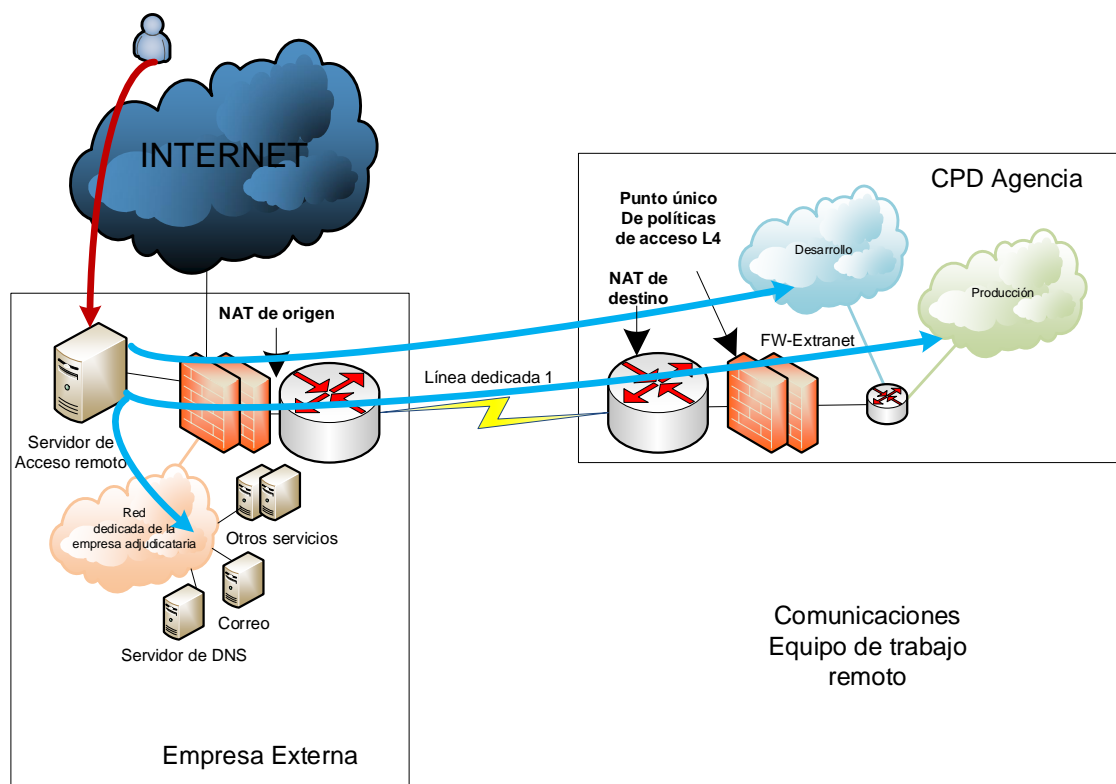 INTERNET
CPD Agencia
Punto único
De políticas
de acceso L4
Desarrollo
Producción
NAT de
destino
NAT de origen
FW-Extranet
Línea dedicada 1
Servidor de
Acceso remoto
Red
dedicada de la
empresa adjudicataria
Otros servicios
Correo
Servidor de DNS
Comunicaciones
Equipo de trabajo
remoto
Empresa Externa